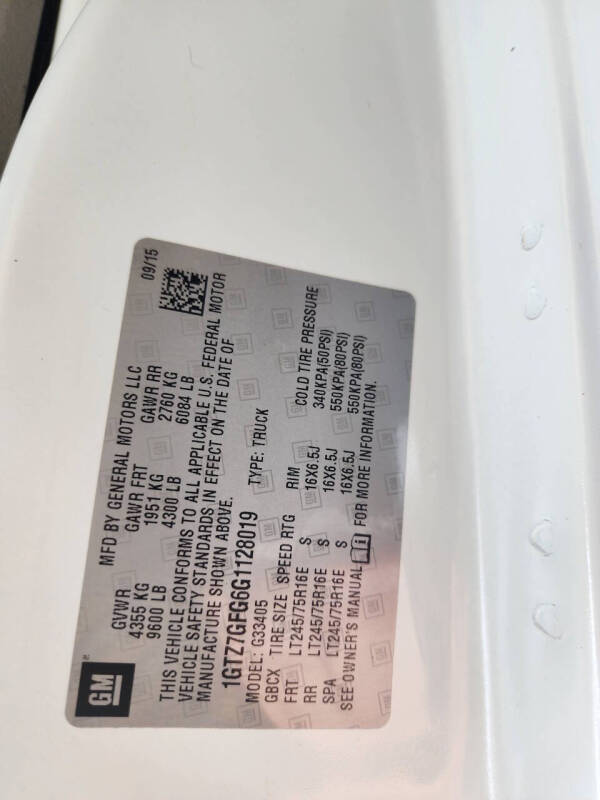 GM
MFD BY GENERAL MOTORS LLC 09/15
GVWR GAWR FRT GAWR RR
4355 KG 1951 KG 2760 KG
9600 LB 4300 LB 6084 LB
THIS VEHICLE CONFORMS TO ALL APPLICABLE U.S. FEDERAL MOTOR
VEHICLE SAFETY STANDARDS IN EFFECT ON THE DATE OF
MANUFACTURE SHOWN ABOVE.
1GTZ7GFG6G1128019 TYPE: TRUCK
MODEL: G33405
GBCX TIRE SIZE SPEED RTG RIM COLD TIRE PRESSURE
FRT LT245/75R16E S 16X6.5J 340KPA(50PSI)
RR LT245/75R16E S 16X6.5J 550KPA(80PSI)
SPA LT245/75R16E S 16X6.5J 550KPA(80PSI)
SEE OWNER'S MANUAL i FOR MORE INFORMATION.